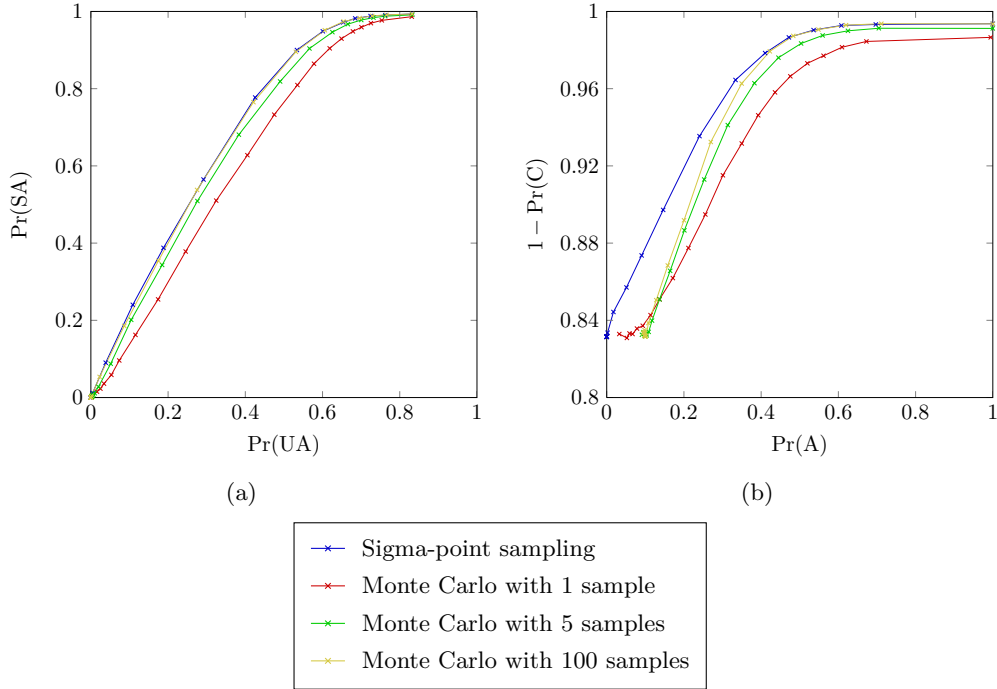 1
0.8
0.6
0.4
0.2
0
0 0.2 0.4 0.6 0.8 1
Pr(SA)
Pr(UA)
(a)
1
0.96
0.92
0.88
0.84
0.8
0 0.2 0.4 0.6 0.8 1
1 − Pr(C)
Pr(A)
(b)
Sigma-point sampling
Monte Carlo with 1 sample
Monte Carlo with 5 samples
Monte Carlo with 100 samples